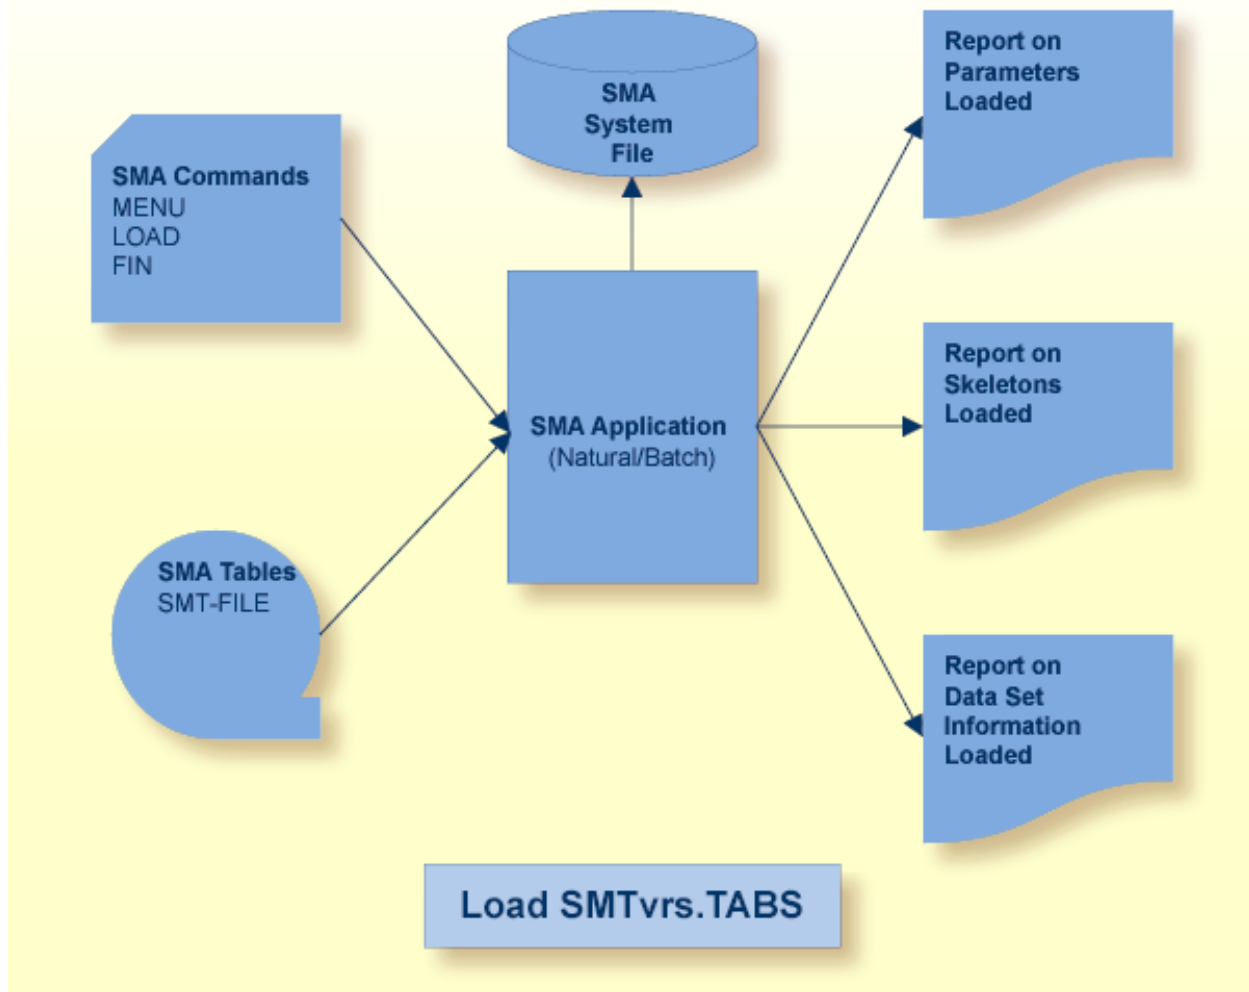 SMA Commands
MENU
LOAD
FIN
SMA Tables
SMT-FILE
SMA
System
File
SMA Application
(Natural/Batch)
Report on
Parameters
Loaded
Report on
Skeletons
Loaded
Report on
Data Set
Information
Loaded
Load SMTvrs.TABS